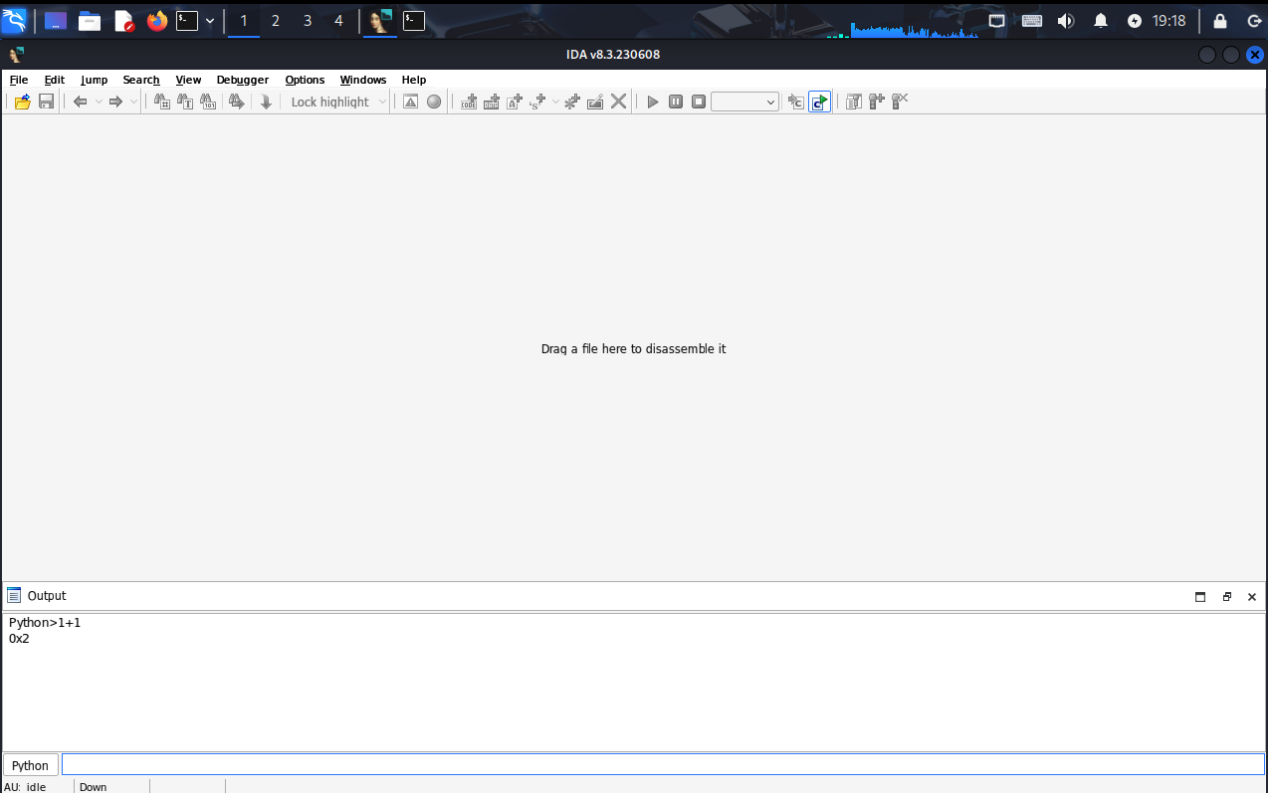 1 2 3 4 19:18
IDA v8.3.230608
File Edit Jump Search View Debugger Options Windows Help
Lock highlight
Drag a file here to disassemble it
Output
Python>1+1
0x2
Python
AU: idle Down